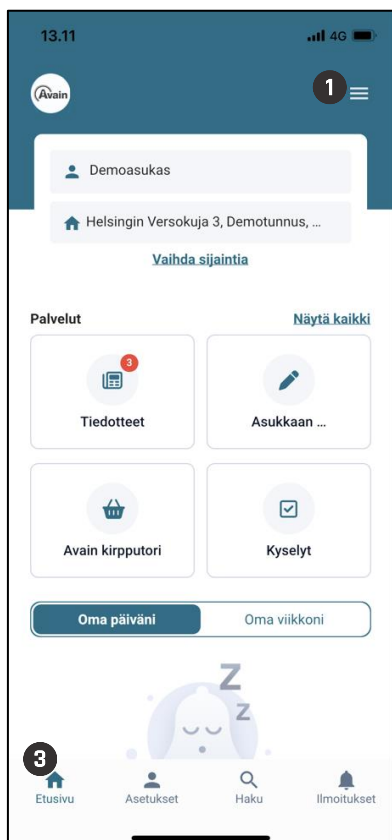 13.11 4G
Avain
1
Demoasukas
Helsingin Versokuja 3, Demotunnus, ...
Vaihda sijaintia
Palvelut Näytä kaikki
3
Tiedotteet Asukkaan ...
Avain kirpputori Kyselyt
Oma päiväni Oma viikkoni
Z
Z
3
Etusivu Asetukset Haku Ilmoitukset